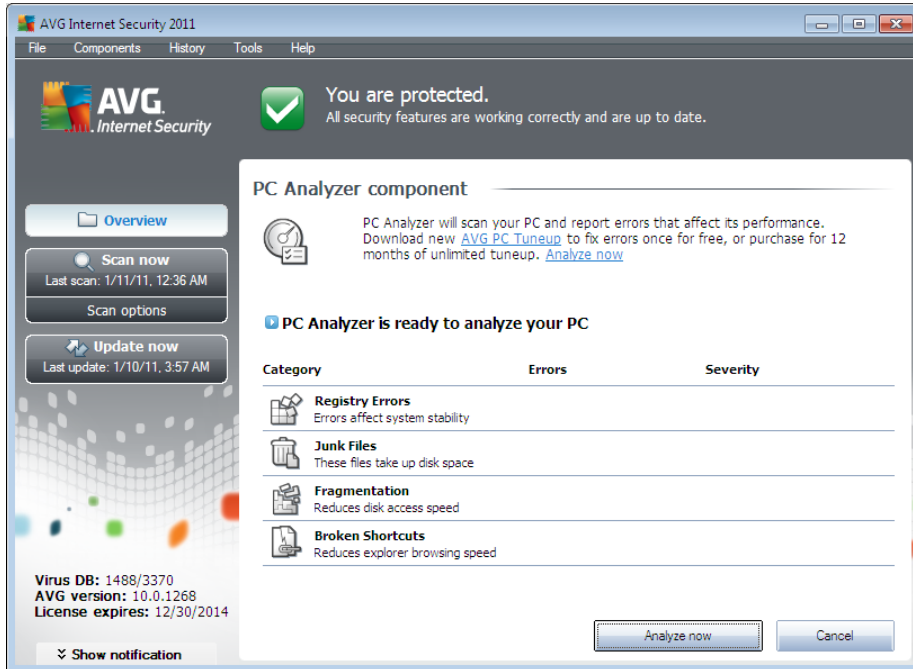 AVG Internet Security 2011
File Components History Tools Help
AVG.
Internet Security
You are protected.
All security features are working correctly and are up to date.
Overview
Scan now
Last scan: 1/11/11, 12:36 AM
Scan options
Update now
Last update: 1/10/11, 3:57 AM
Virus DB: 1488/3370
AVG version: 10.0.1268
License expires: 12/30/2014
Show notification
PC Analyzer component
PC Analyzer will scan your PC and report errors that affect its performance.
Download new AVG PC Tuneup to fix errors once for free, or purchase for 12
months of unlimited tuneup. Analyze now
PC Analyzer is ready to analyze your PC
Category Errors Severity
Registry Errors
Errors affect system stability
Junk Files
These files take up disk space
Fragmentation
Reduces disk access speed
Broken Shortcuts
Reduces explorer browsing speed
Analyze now Cancel